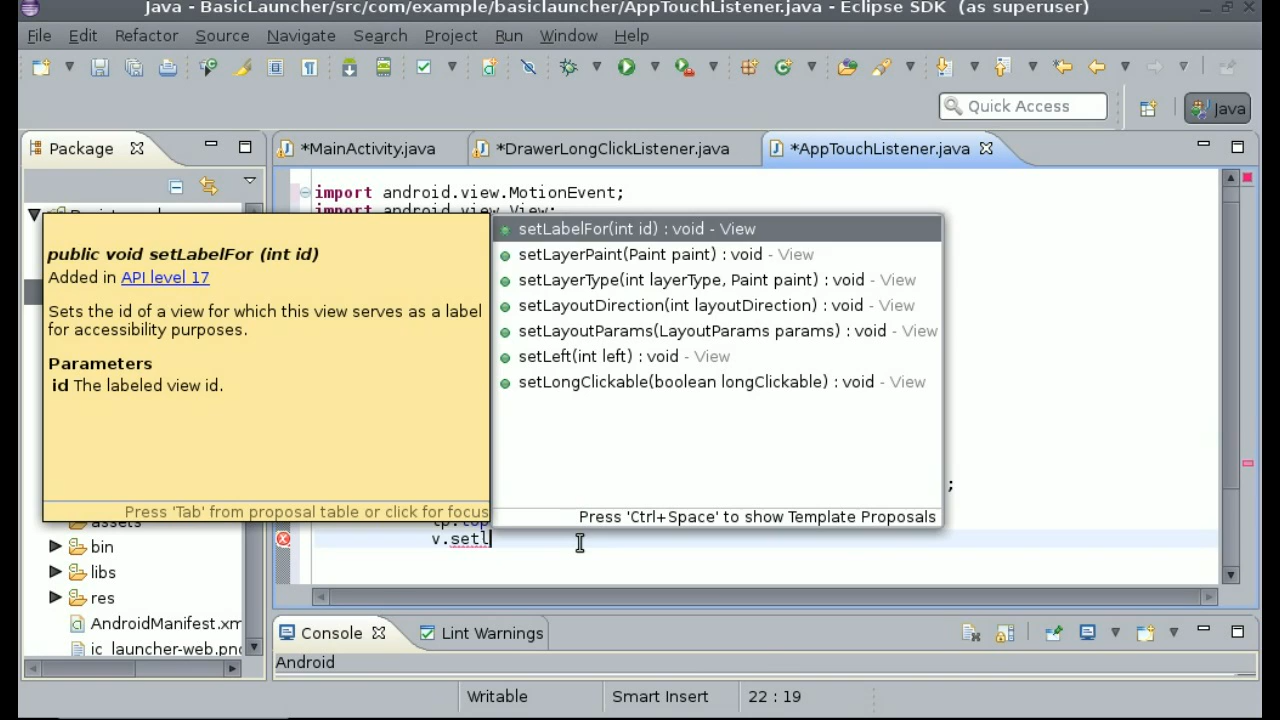 Java - BasicLauncher/src/com/example/basiclauncher/AppTouchListener.java - Eclipse SDK (as superuser)
File Edit Refactor Source Navigate Search Project Run Window Help
Quick Access
Java
Package
*MainActivity.java
*DrawerLongClickListener.java
*AppTouchListener.java
import android.view.MotionEvent;
import android.view.View;
public void setLabelFor (int id)
Added in API level 17
Sets the id of a view for which this view serves as a label
for accessibility purposes.
Parameters
id The labeled view id.
Press 'Tab' from proposal table or click for focus
setLabelFor(int id) : void - View
setLayerPaint(Paint paint) : void - View
setLayerType(int layerType, Paint paint) : void - View
setLayoutDirection(int layoutDirection) : void - View
setLayoutParams(LayoutParams params) : void - View
setLeft(int left) : void - View
setLongClickable(boolean longClickable) : void - View
Press 'Ctrl+Space' to show Template Proposals
;
v.setl
assets
bin
libs
res
AndroidManifest.xm
ic_launcher-web.pn
Console
Lint Warnings
Android
Writable
Smart Insert
22 : 19